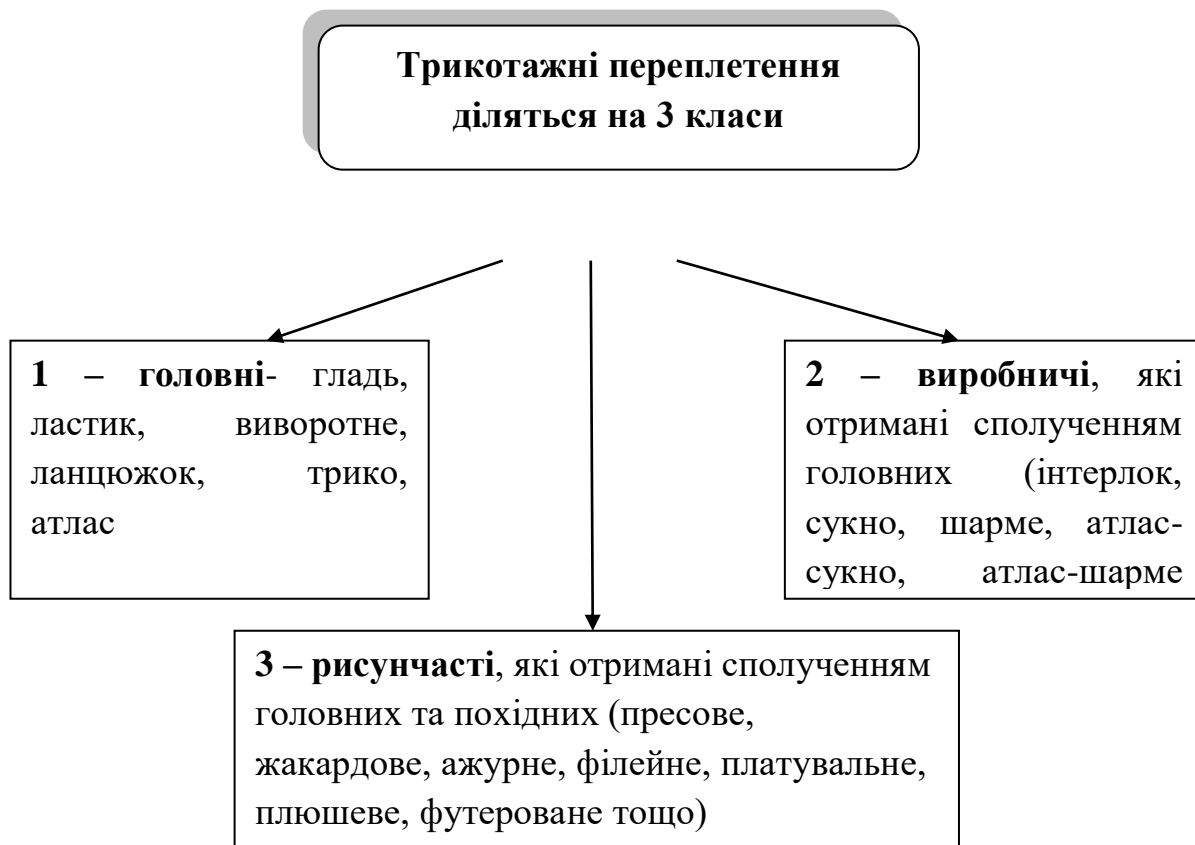 Трикотажні переплетення
діляться на 3 класи
1 – головні- гладь,
ластик, виворотне,
ланцюжок, трико,
атлас
2 – виробничі, які
отримані сполученням
головних (інтерлок,
сукно, шарме, атлас-
сукно, атлас-шарме
3 – рисунчасті, які отримані сполученням
головних та похідних (пресове,
жакардове, ажурне, філейне, платувальне,
плюшеве, футероване тощо)